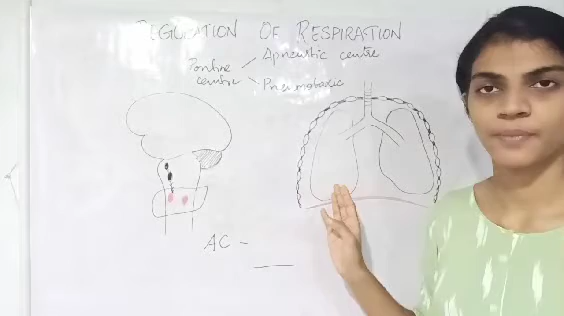 REGULATION OF RESPIRATION
Pontine centre
Apneustic centre
Pneumotaxic
AC -